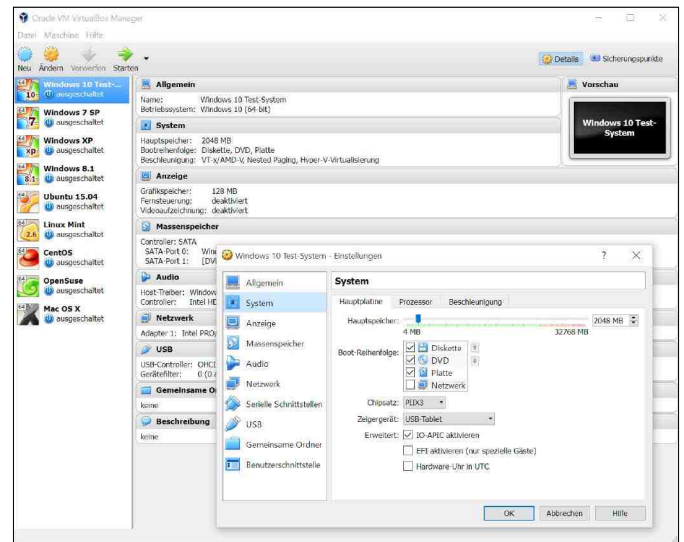 Oracle VM VirtualBox Manager
Datei Maschine Hilfe
Neu Ändern Verwerfen Starten
Details Sicherungspunkte
Windows 10 Test-...
ausgeschaltet
Windows 7 SP
ausgeschaltet
Windows XP
ausgeschaltet
Windows 8.1
ausgeschaltet
Ubuntu 15.04
ausgeschaltet
Linux Mint
ausgeschaltet
CentOS
ausgeschaltet
OpenSuse
ausgeschaltet
Mac OS X
ausgeschaltet
Allgemein
Name: Windows 10 Test-System
Betriebssystem: Windows 10 (64-bit)
System
Hauptspeicher: 2048 MB
Bootreihenfolge: Diskette, DVD, Platte
Beschleunigung: VT-x/AMD-V, Nested Paging, Hyper-V-Virtualisierung
Anzeige
Grafikspeicher: 128 MB
Fernsteuerung: deaktiviert
Videoaufzeichnung: deaktiviert
Massenspeicher
Controller: SATA
SATA-Port 0: Win
SATA-Port 1: [DV
Audio
Host-Treiber: Window
Controller: Intel HD
Netzwerk
Adapter 1: Intel PRO/
USB
USB-Controller: OHCI
Gerätefilter: 0 (0
Gemeinsame O
keine
Beschreibung
keine
Vorschau
Windows 10 Test-
System
Windows 10 Test-System - Einstellungen
? ×
Allgemein
System
Anzeige
Massenspeicher
Audio
Netzwerk
Serielle Schnittstellen
USB
Gemeinsame Ordner
Benutzerschnittstelle
System
Hauptplatine Prozessor Beschleunigung
Hauptspeicher: 2048 MB
4 MB 32768 MB
Boot-Reihenfolge: Diskette
DVD
Platte
Netzwerk
Chipsatz: PIIX3
Zeigergerät: USB-Tablet
Erweitert: IO-APIC aktivieren
EFI aktivieren (nur spezielle Gäste)
Hardware-Uhr in UTC
OK Abbrechen Hilfe